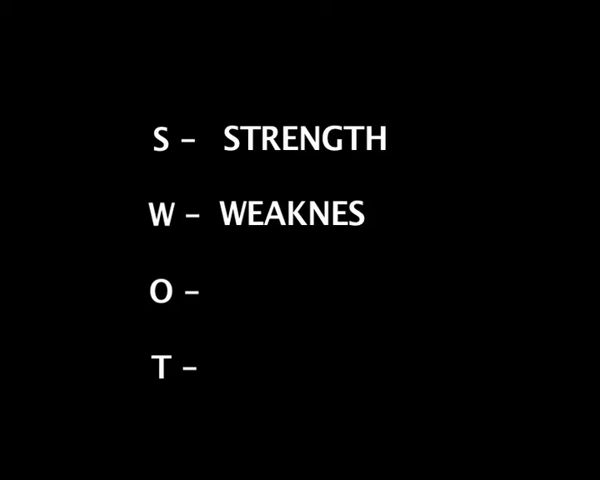 S – STRENGTH
W – WEAKNES
O –
T –